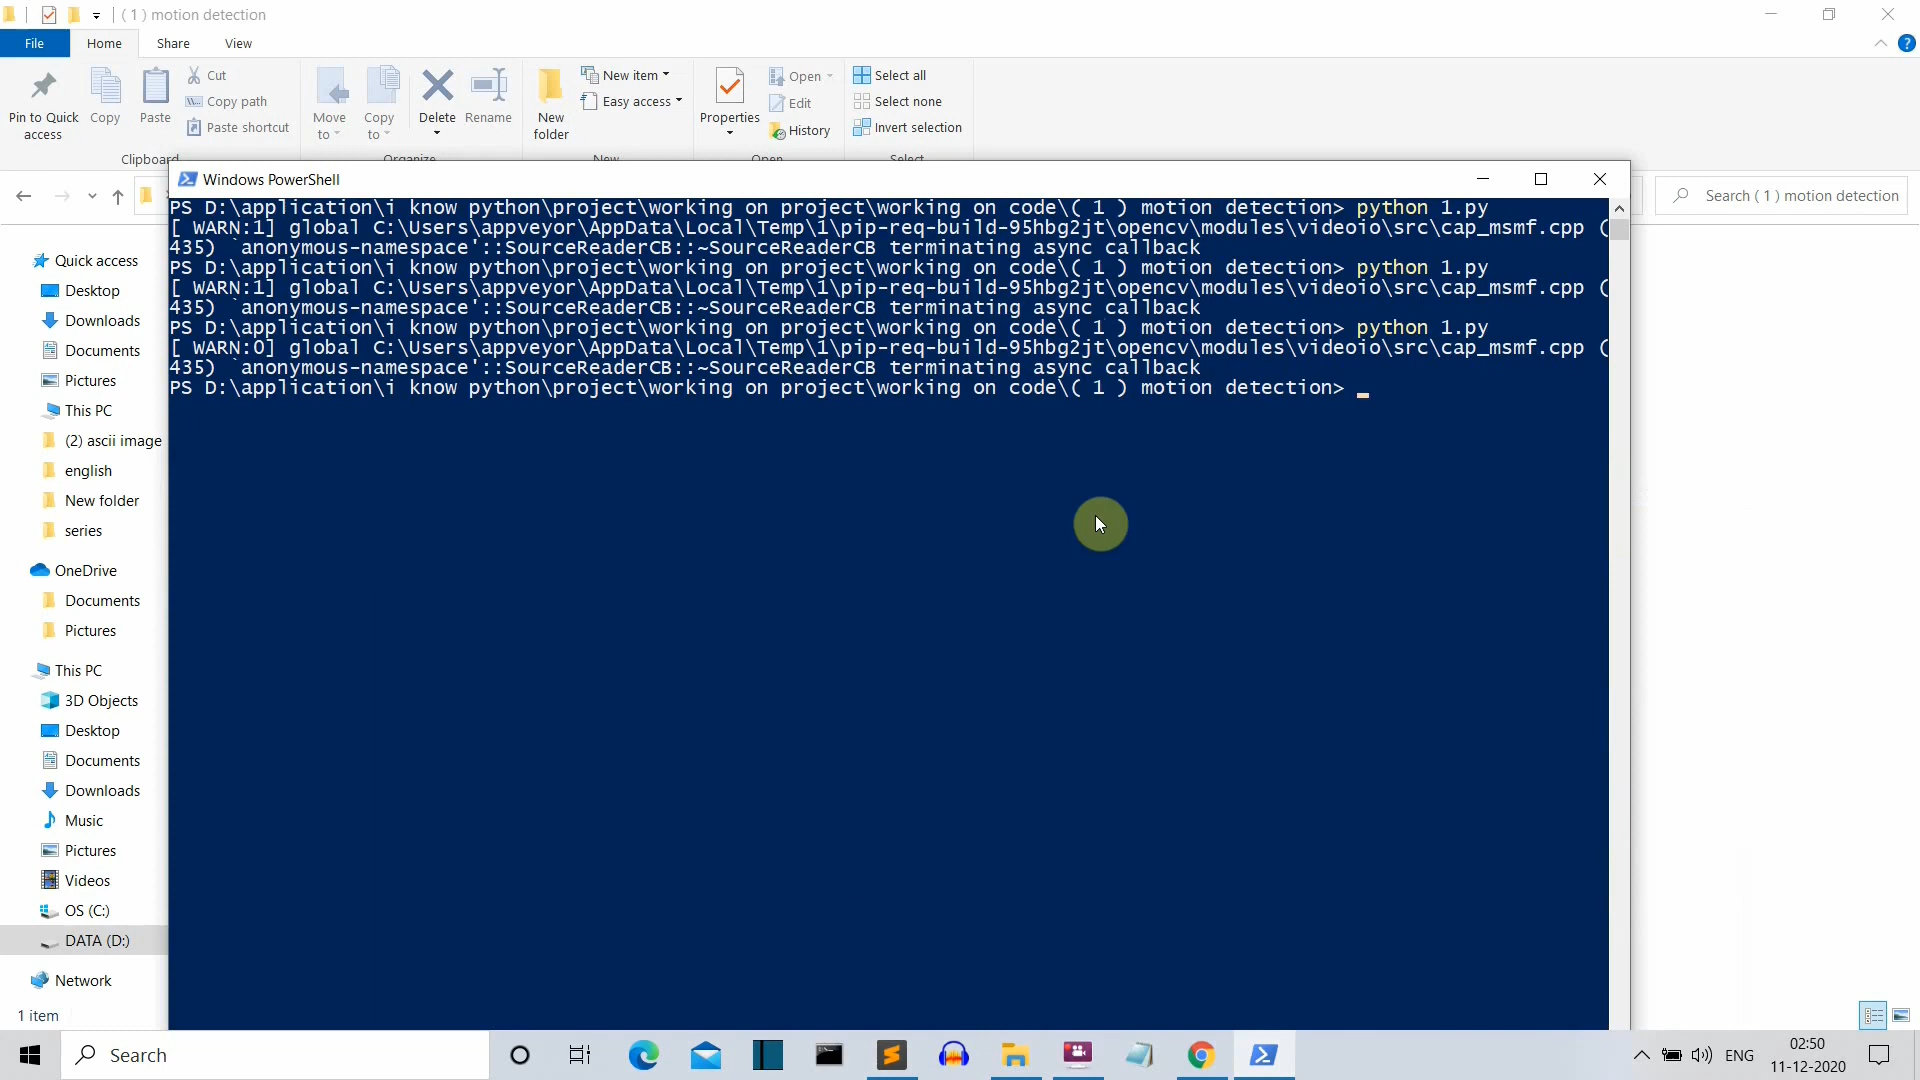 ( 1 ) motion detection
File
Home
Share
View
Pin to Quick access
Copy
Paste
Cut
Copy path
Paste shortcut
Clipboard
Move to
Copy to
Delete
Rename
Organize
New folder
New item
Easy access
New
Properties
Open
Edit
History
Open
Select all
Select none
Invert selection
Select
Search ( 1 ) motion detection
Windows PowerShell
PS D:\application\i know python\project\working on project\working on code\( 1 ) motion detection> python 1.py
[ WARN:1] global C:\Users\appveyor\AppData\Local\Temp\1\pip-req-build-95hbg2jt\opencv\modules\videoio\src\cap_msmf.cpp (
435) `anonymous-namespace'::SourceReaderCB::~SourceReaderCB terminating async callback
PS D:\application\i know python\project\working on project\working on code\( 1 ) motion detection> python 1.py
[ WARN:1] global C:\Users\appveyor\AppData\Local\Temp\1\pip-req-build-95hbg2jt\opencv\modules\videoio\src\cap_msmf.cpp (
435) `anonymous-namespace'::SourceReaderCB::~SourceReaderCB terminating async callback
PS D:\application\i know python\project\working on project\working on code\( 1 ) motion detection> python 1.py
[ WARN:0] global C:\Users\appveyor\AppData\Local\Temp\1\pip-req-build-95hbg2jt\opencv\modules\videoio\src\cap_msmf.cpp (
435) `anonymous-namespace'::SourceReaderCB::~SourceReaderCB terminating async callback
PS D:\application\i know python\project\working on project\working on code\( 1 ) motion detection>
Quick access
Desktop
Downloads
Documents
Pictures
This PC
(2) ascii image
english
New folder
series
OneDrive
Documents
Pictures
This PC
3D Objects
Desktop
Documents
Downloads
Music
Pictures
Videos
OS (C:)
DATA (D:)
Network
1 item
Search
ENG
02:50
11-12-2020